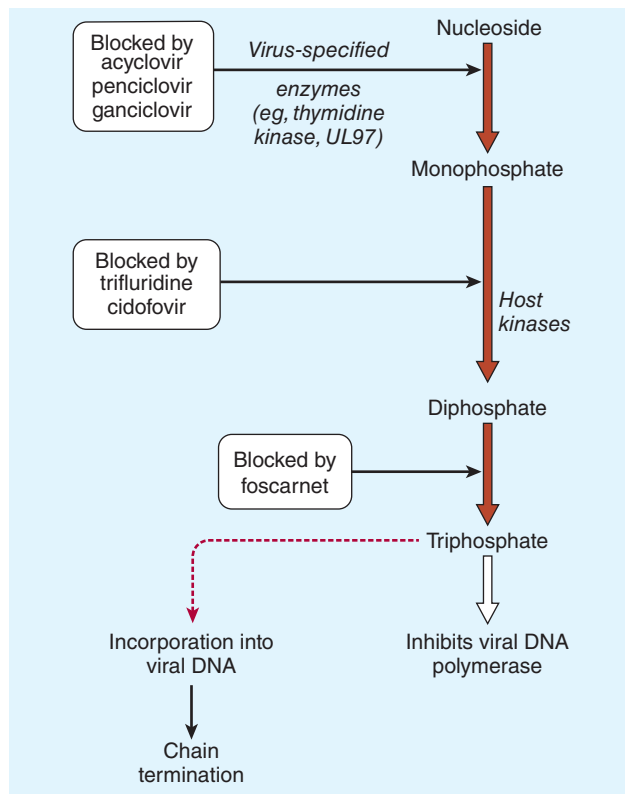 Nucleoside
Blocked by
acyclovir
penciclovir
ganciclovir
Virus-specified
enzymes
(eg, thymidine
kinase, UL97)
Monophosphate
Blocked by
trifluridine
cidofovir
Host
kinases
Diphosphate
Blocked by
foscarnet
Triphosphate
Incorporation into
viral DNA
Inhibits viral DNA
polymerase
Chain
termination